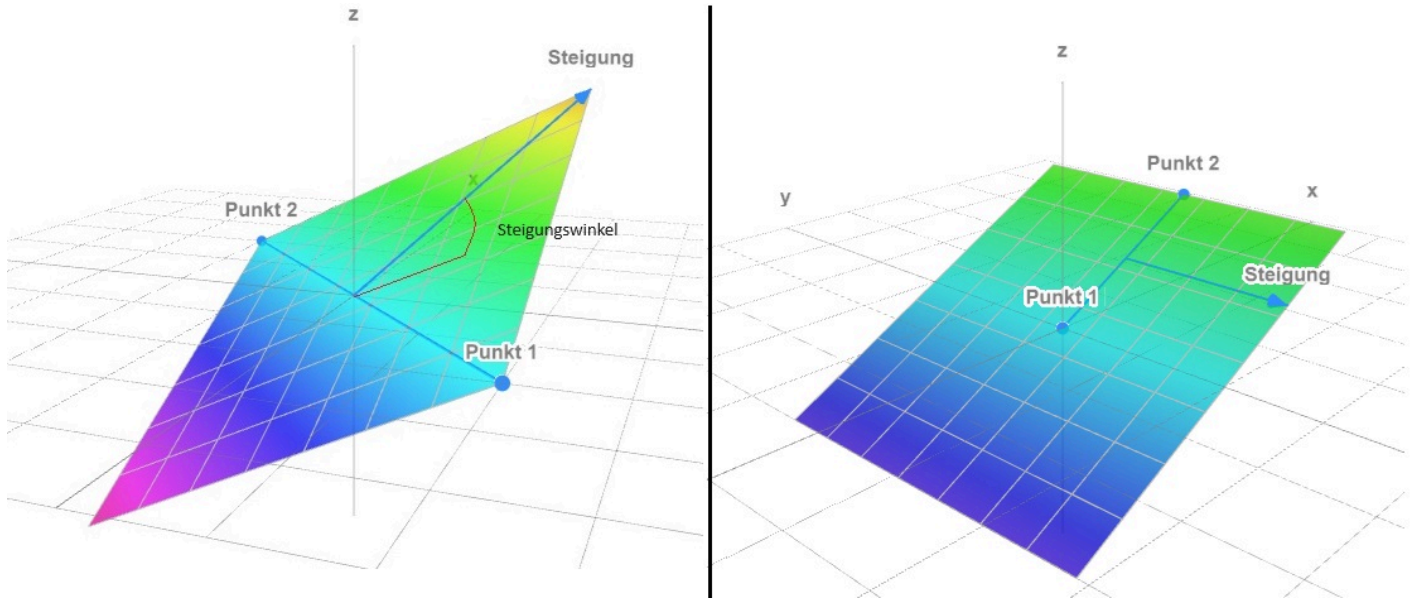 z
Steigung
x
Punkt 2
Steigungswinkel
Punkt 1
z
Punkt 2
y
x
Steigung
Punkt 1